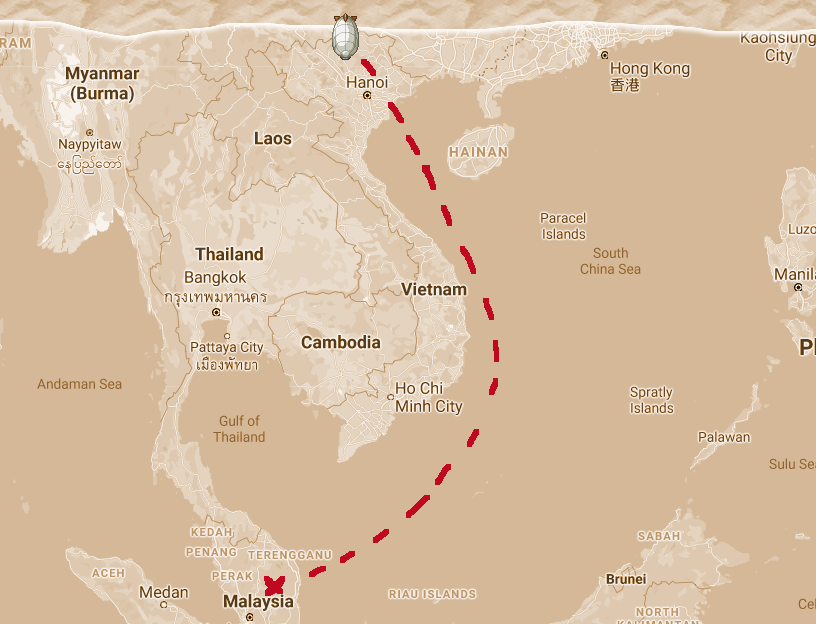 RAM
Kaohsiung
City
Myanmar
(Burma)
Hong Kong
香港
Hanoi
Naypyitaw
နေပြည်တော်
Laos
HAINAN
Paracel
Islands
Luzo
Thailand
South
China Sea
Bangkok
กรุงเทพมหานคร
Manila
Vietnam
Cambodia
Pattaya City
เมืองพัทยา
Ph
Andaman Sea
Ho Chi
Minh City
Spratly
Islands
Gulf of
Thailand
Palawan
Sulu Sea
KEDAH
PENANG
TERENGGANU
SABAH
ACEH
PERAK
Brunei
Medan
Malaysia
RIAU ISLANDS
NORTH
KALIMANTAN
Cel